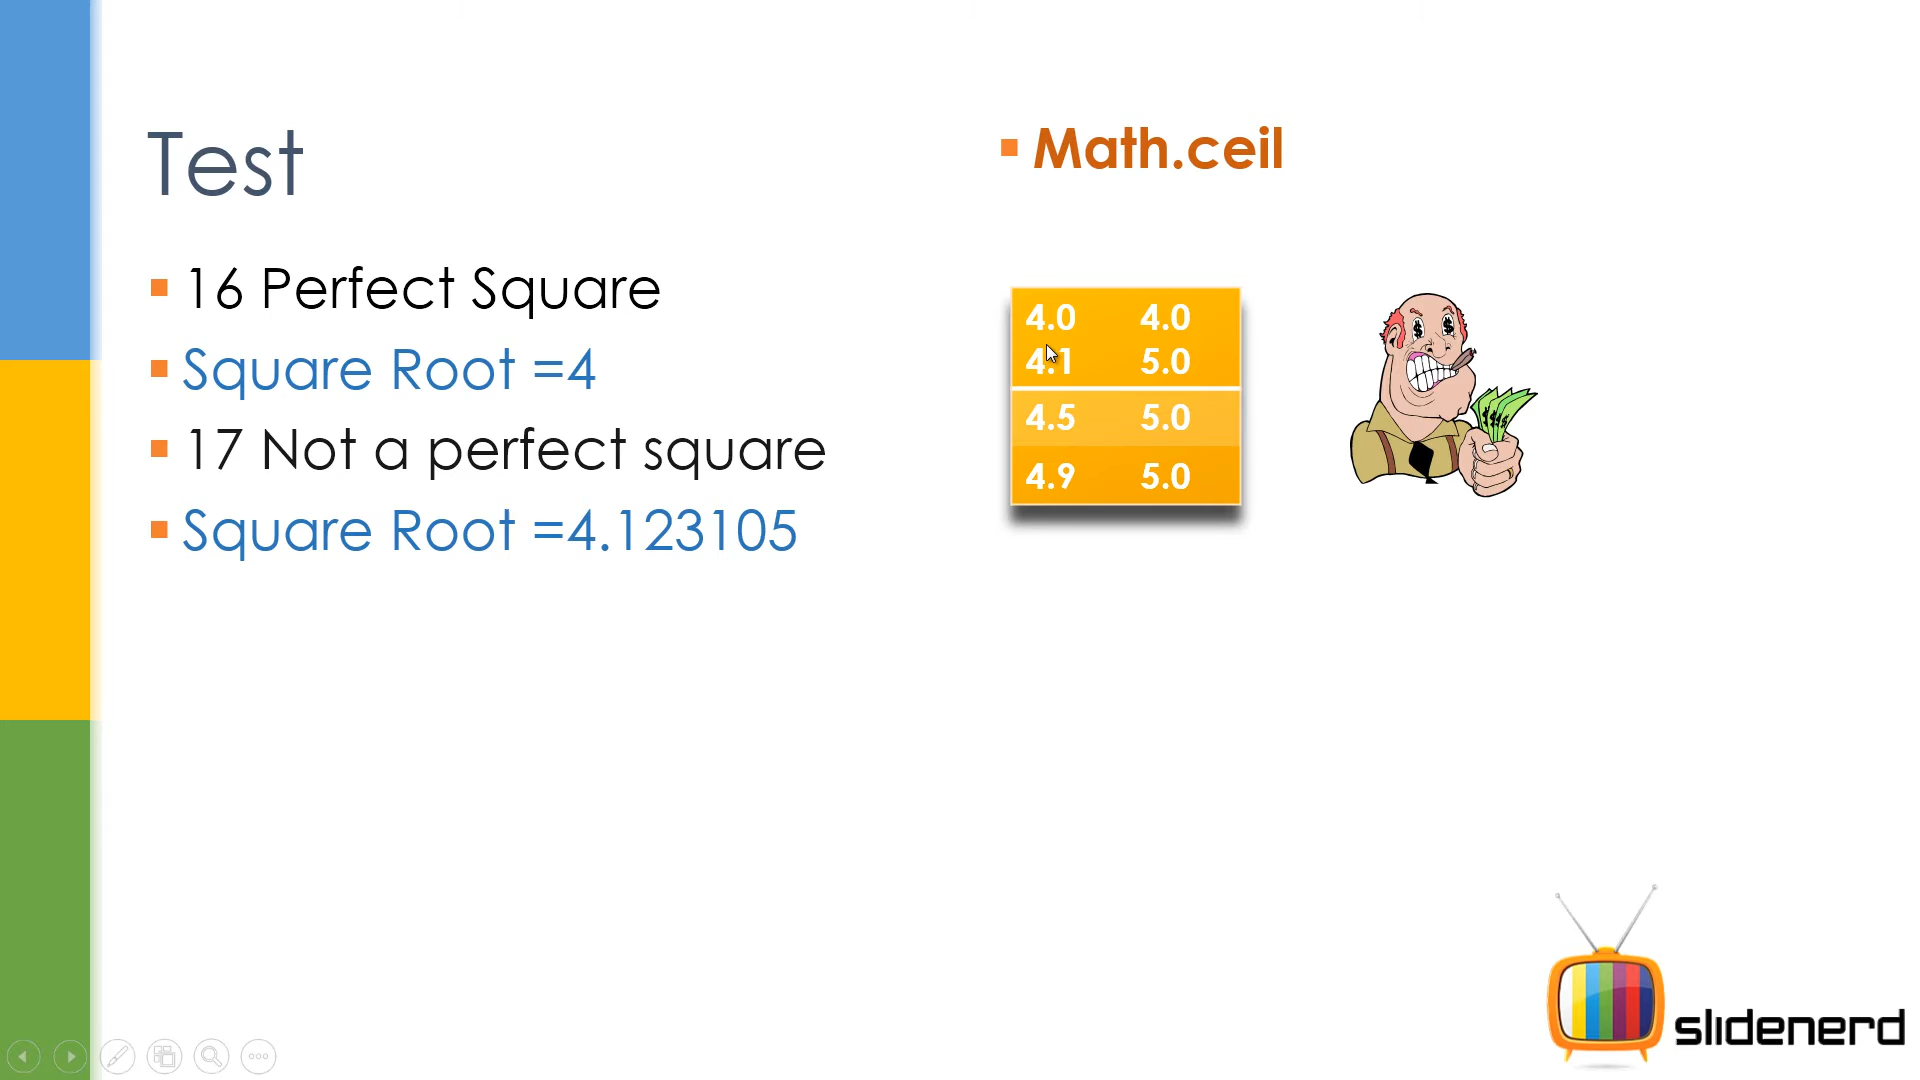 Test
16 Perfect Square
Square Root =4
17 Not a perfect square
Square Root =4.123105
Math.ceil
4.0 4.0
4.1 5.0
4.5 5.0
4.9 5.0
slidenerd